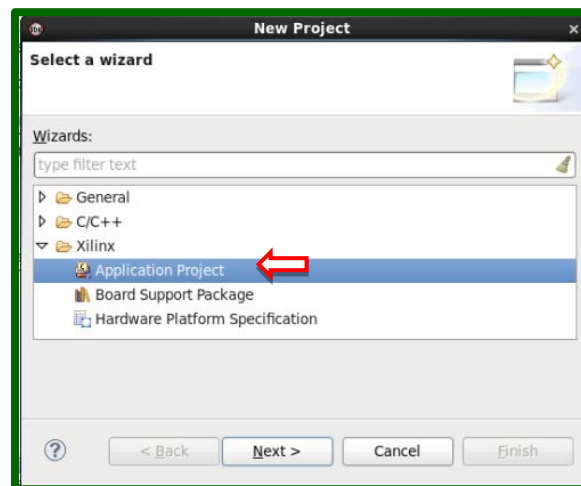 New Project
Select a wizard
Wizards:
type filter text
General
C/C++
Xilinx
Application Project
Board Support Package
Hardware Platform Specification
? < Back Next > Cancel Finish